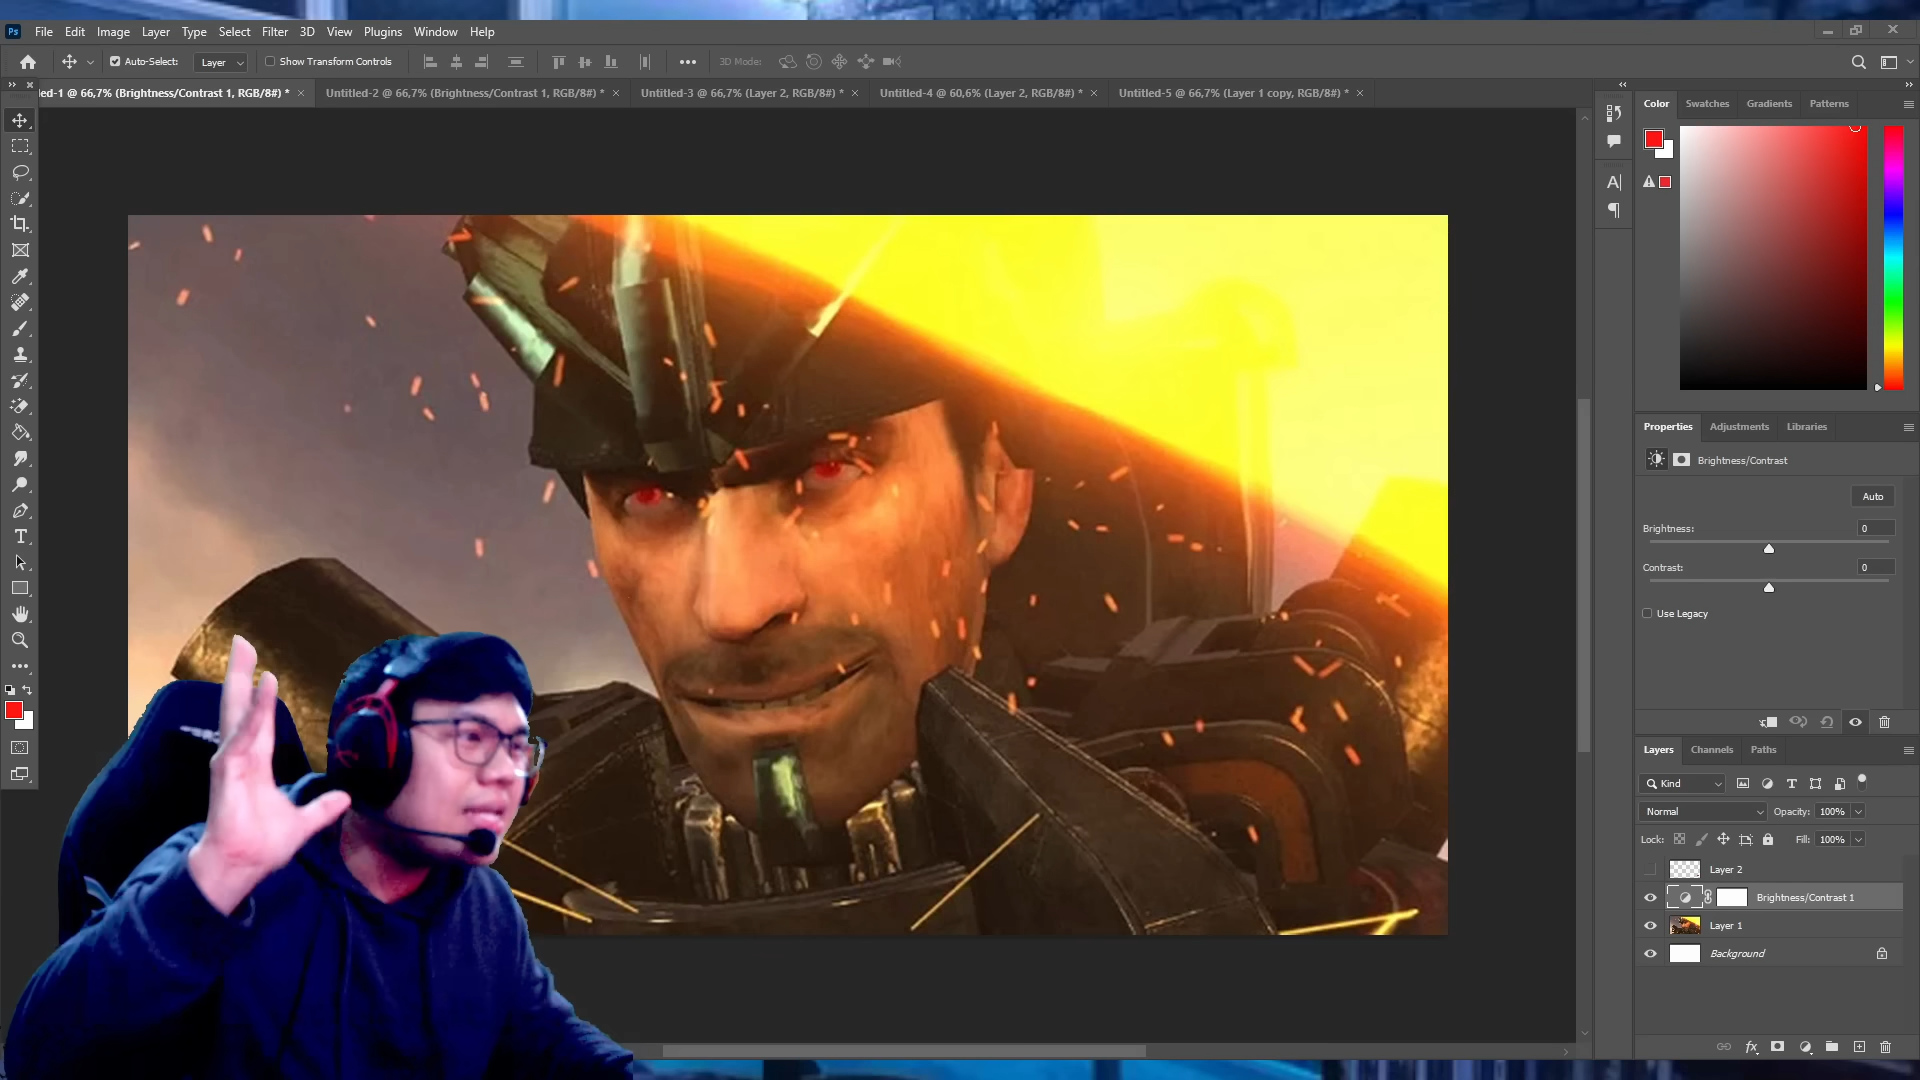 Ps File Edit Image Layer Type Select Filter 3D View Plugins Window Help
Auto-Select: Layer Show Transform Controls 3D Mode:
ed-1 @ 66,7% (Brightness/Contrast 1, RGB/8#) * Untitled-2 @ 66,7% (Brightness/Contrast 1, RGB/8#) * Untitled-3 @ 66,7% (Layer 2, RGB/8#) * Untitled-4 @ 60,6% (Layer 2, RGB/8#) * Untitled-5 @ 66,7% (Layer 1 copy, RGB/8#) *
Color Swatches Gradients Patterns
Properties Adjustments Libraries
Brightness/Contrast
Auto
Brightness: 0
Contrast: 0
Use Legacy
Layers Channels Paths
Kind
Normal Opacity: 100%
Lock: Fill: 100%
Layer 2
Brightness/Contrast 1
Layer 1
Background